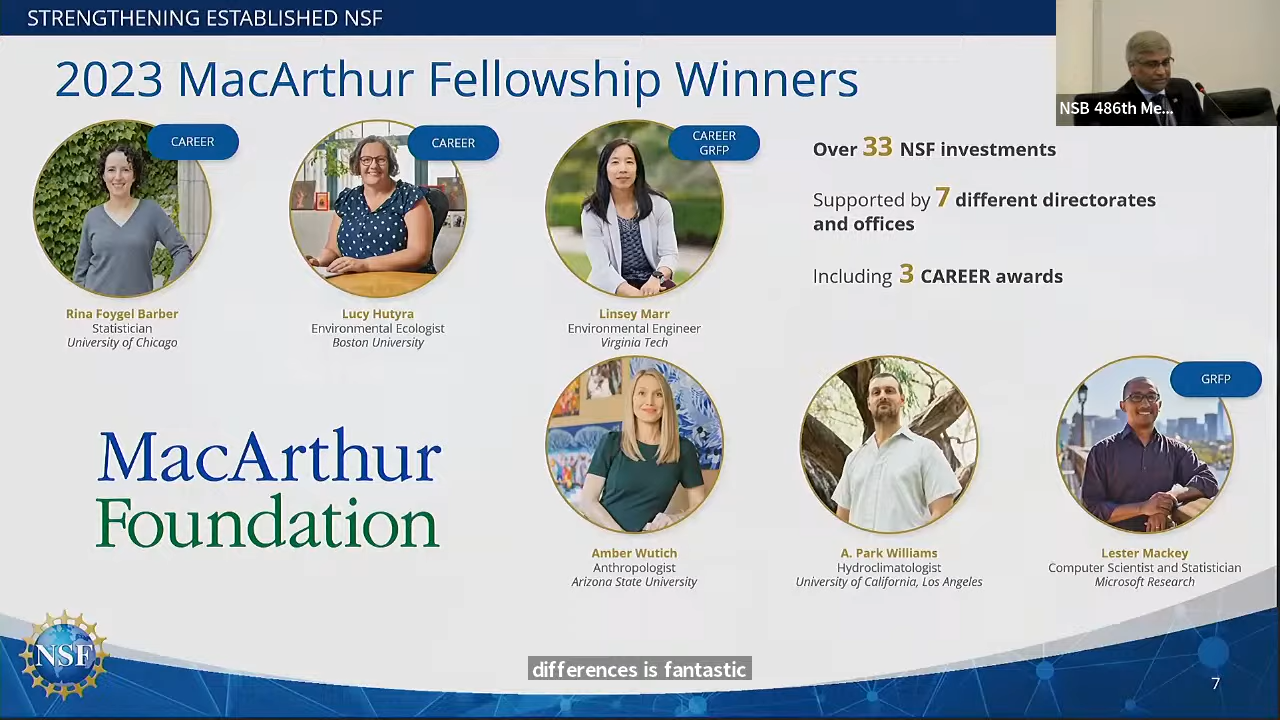 STRENGTHENING ESTABLISHED NSF
2023 MacArthur Fellowship Winners
NSB 486th Me...
CAREER
CAREER
CAREER
GRFP
Rina Foygel Barber
Statistician
University of Chicago
Lucy Hutyra
Environmental Ecologist
Boston University
Linsey Marr
Environmental Engineer
Virginia Tech
Over 33 NSF investments
Supported by 7 different directorates
and offices
Including 3 CAREER awards
MacArthur
Foundation
GRFP
Amber Wutich
Anthropologist
Arizona State University
A. Park Williams
Hydroclimatologist
University of California, Los Angeles
Lester Mackey
Computer Scientist and Statistician
Microsoft Research
NSF
differences is fantastic
7